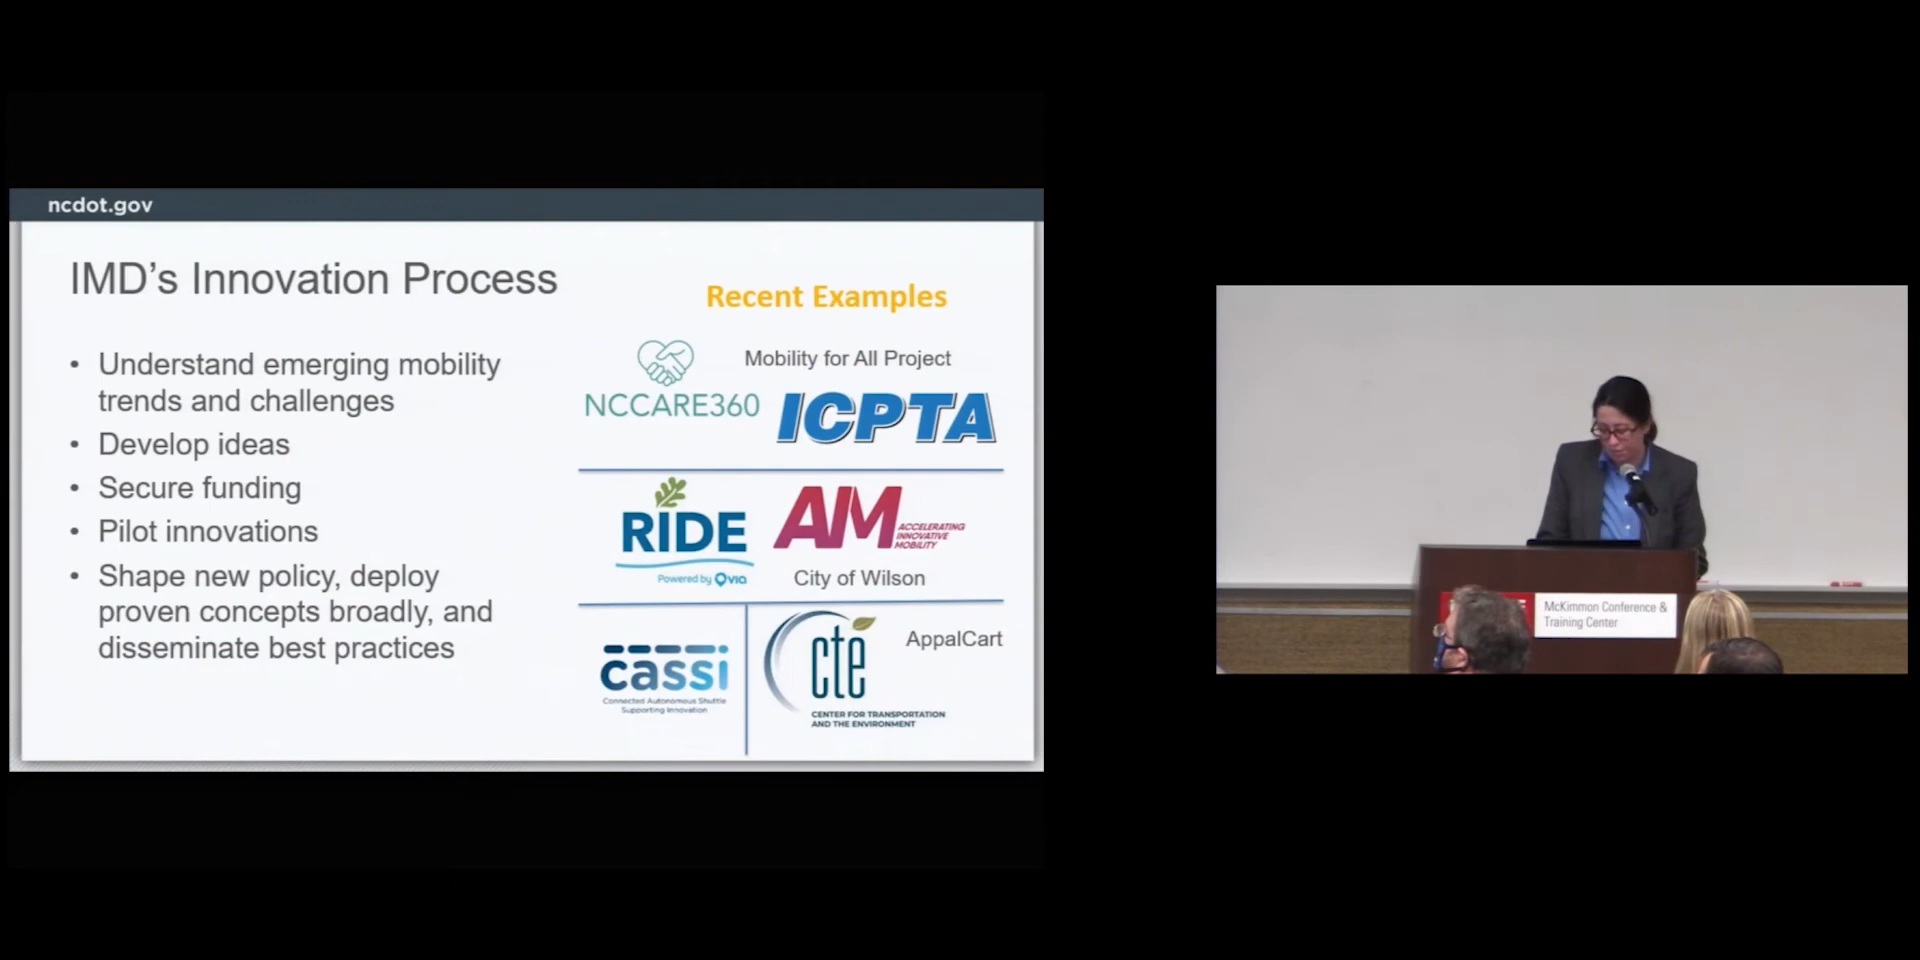 ncdot.gov
IMD's Innovation Process
• Understand emerging mobility
trends and challenges
• Develop ideas
• Secure funding
• Pilot innovations
• Shape new policy, deploy
proven concepts broadly, and
disseminate best practices
Recent Examples
NCCARE360
Mobility for All Project
ICPTA
RIDE
Powered by via
AIM
ACCELERATING
INNOVATIVE
MOBILITY
City of Wilson
cassi
Connected Autonomous Shuttle
Supporting Innovation
cte
CENTER FOR TRANSPORTATION
AND THE ENVIRONMENT
AppalCart
McKimmon Conference &
Training Center